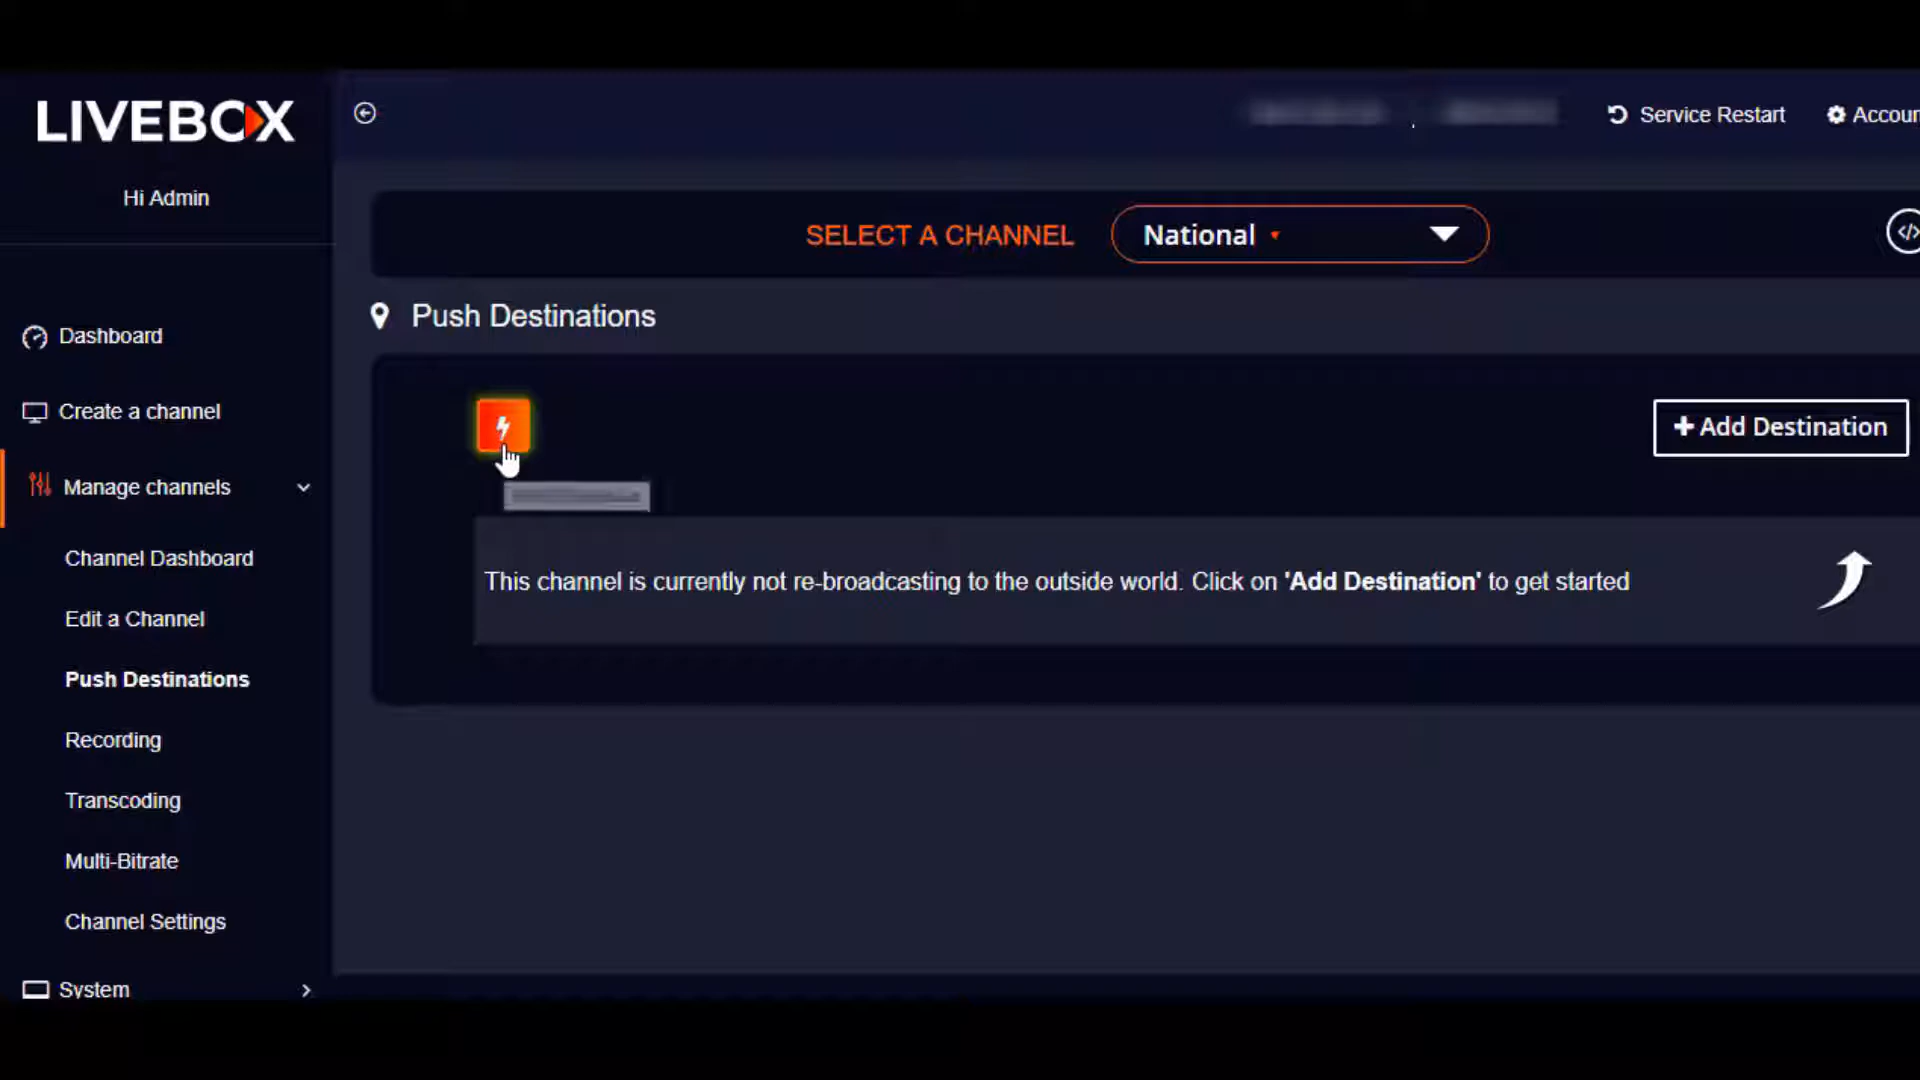 LIVEBOX
Hi Admin
Service Restart
Accoun
SELECT A CHANNEL
National
Push Destinations
Dashboard
Create a channel
Manage channels
Channel Dashboard
Edit a Channel
Push Destinations
Recording
Transcoding
Multi-Bitrate
Channel Settings
System
+ Add Destination
This channel is currently not re-broadcasting to the outside world. Click on 'Add Destination' to get started